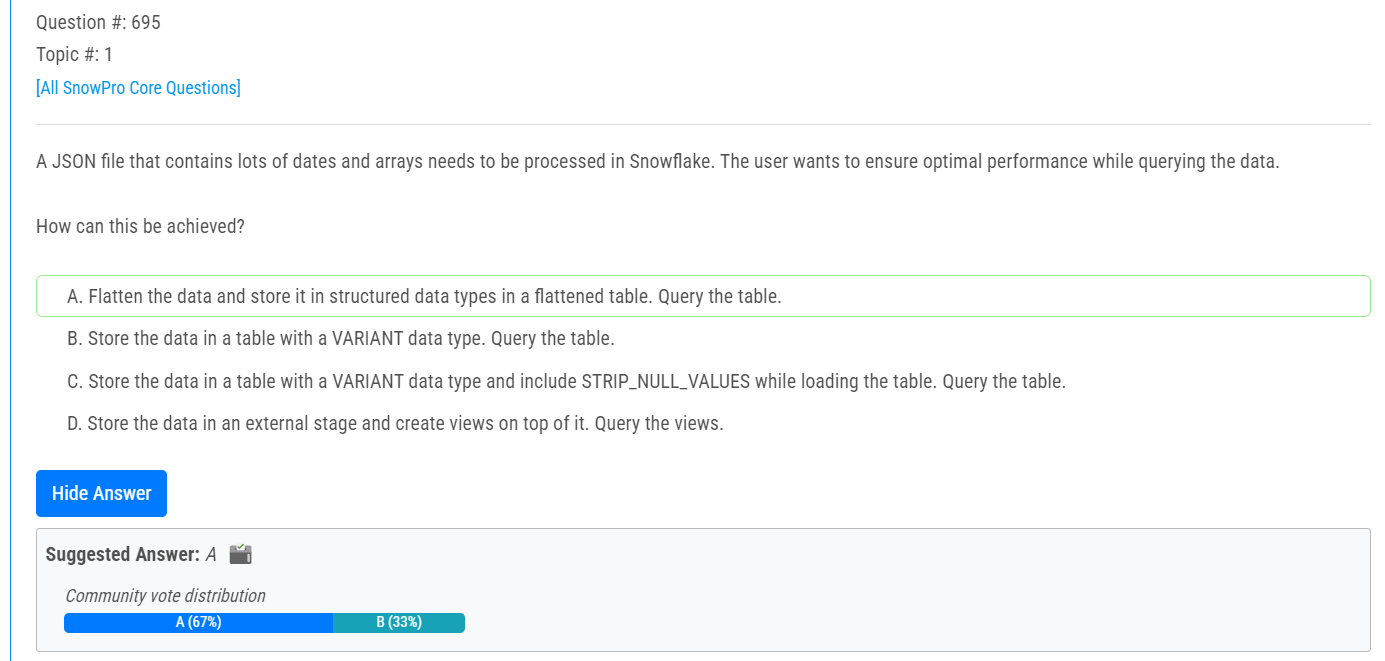 Question #: 695
Topic #: 1
[All SnowPro Core Questions]
A JSON file that contains lots of dates and arrays needs to be processed in Snowflake. The user wants to ensure optimal performance while querying the data.
How can this be achieved?
A. Flatten the data and store it in structured data types in a flattened table. Query the table.
B. Store the data in a table with a VARIANT data type. Query the table.
C. Store the data in a table with a VARIANT data type and include STRIP_NULL_VALUES while loading the table. Query the table.
D. Store the data in an external stage and create views on top of it. Query the views.
Hide Answer
Suggested Answer: A
Community vote distribution
A (67%) B (33%)